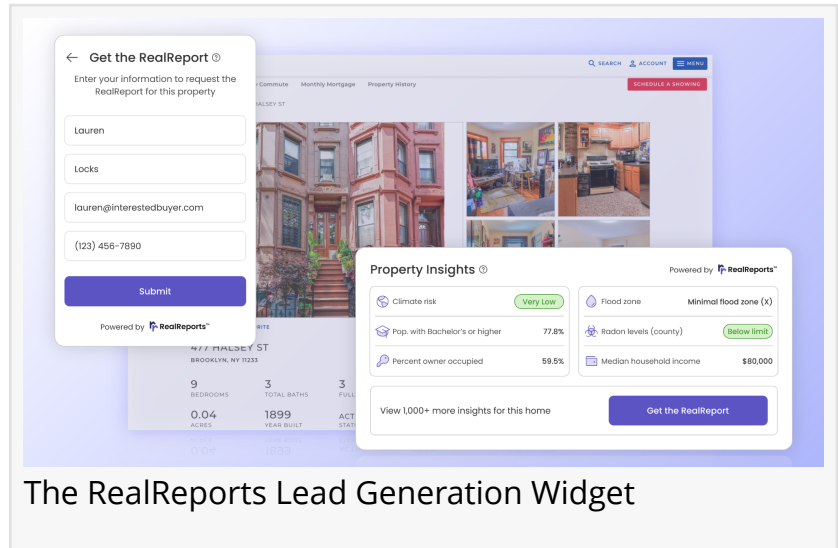 Get the RealReport
Enter your information to request the
RealReport for this property
Lauren
Locks
lauren@interestedbuyer.com
(123) 456-7890
Submit
Powered by RealReports™
SEARCH ACCOUNT MENU
Commute Monthly Mortgage Property History
SCHEDULE A SHOWING
HALSEY ST
477 HALSEY ST
BROOKLYN, NY 11233
9 3 3
BEDROOMS TOTAL BATHS FULL
0.04 1899 ACT
ACRES YEAR BUILT STAT
Property Insights
Powered by RealReports™
Climate risk Very Low
Pop. with Bachelor's or higher 77.8%
Percent owner occupied 59.5%
Flood zone Minimal flood zone (X)
Radon levels (county) Below limit
Median household income $80,000
View 1,000+ more insights for this home
Get the RealReport
The RealReports Lead Generation Widget